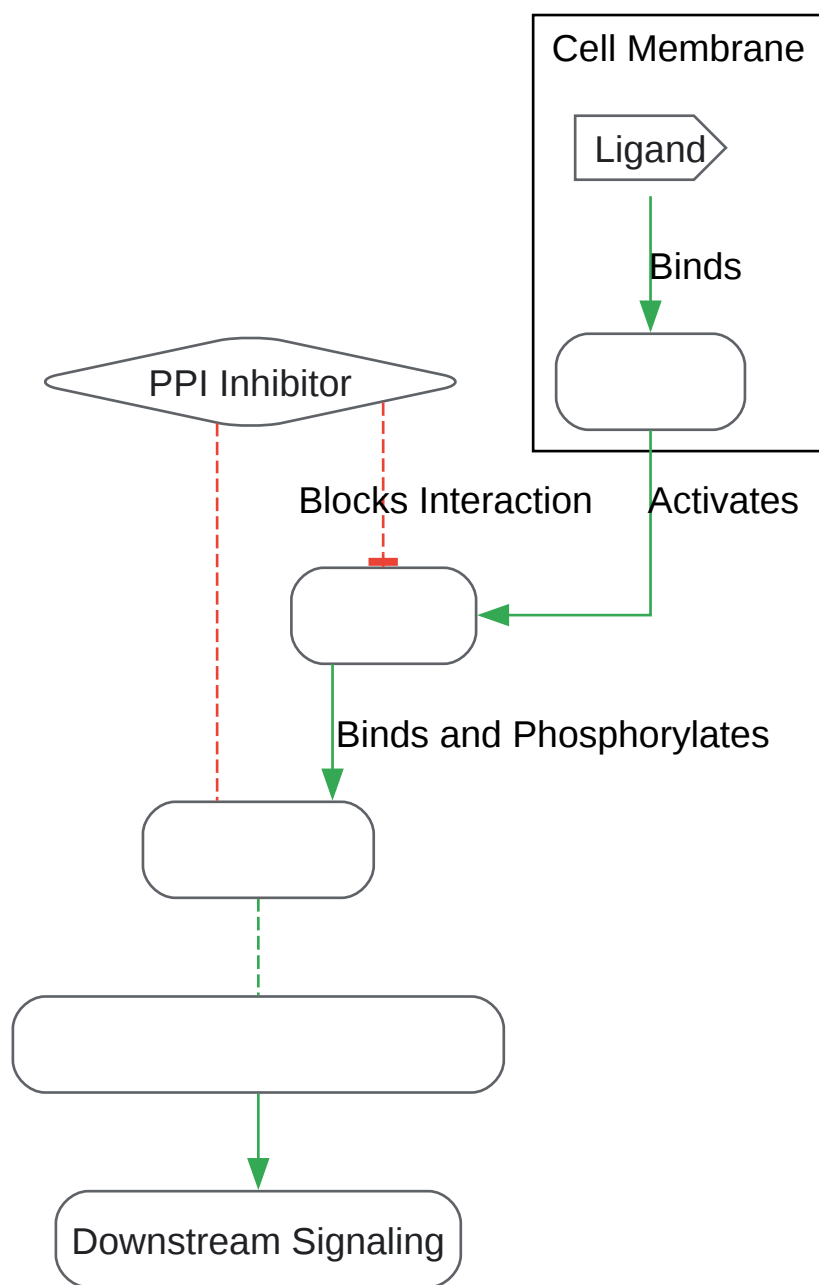 Cell Membrane
Ligand
Binds
PPI Inhibitor
Blocks Interaction
Activates
Binds and Phosphorylates
Downstream Signaling